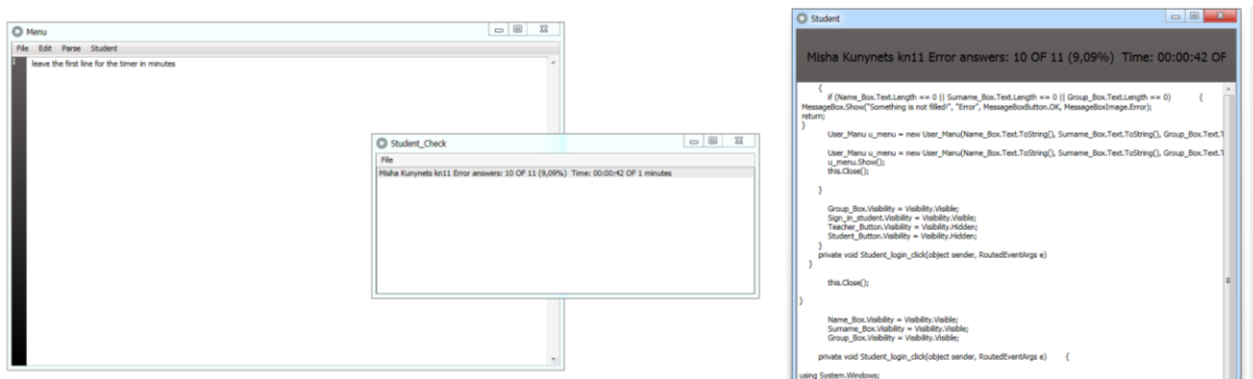 Menu
File Edit Parse Student
1 leave the first line for the timer in minutes
Student_Check
File
Misha Kunynets kn11 Error answers: 10 OF 11 (9,09%) Time: 00:00:42 OF 1 minutes
Student
Misha Kunynets kn11 Error answers: 10 OF 11 (9,09%) Time: 00:00:42 OF
{
if (Name_Box.Text.Length == 0 || Surname_Box.Text.Length == 0 || Group_Box.Text.Length == 0) {
MessageBox.Show("Something is not filled!", "Error", MessageBoxButton.OK, MessageBoxImage.Error);
return;
}
User_Manu u_menu = new User_Manu(Name_Box.Text.ToString(), Surname_Box.Text.ToString(), Group_Box.Text.T
User_Manu u_menu = new User_Manu(Name_Box.Text.ToString(), Surname_Box.Text.ToString(), Group_Box.Text.T
u_menu.Show();
this.Close();
}
Group_Box.Visibility = Visibility.Visible;
Sign_in_student.Visibility = Visibility.Visible;
Teacher_Button.Visibility = Visibility.Hidden;
Student_Button.Visibility = Visibility.Hidden;
}
private void Student_login_click(object sender, RoutedEventArgs e)
}
this.Close();
}
Name_Box.Visibility = Visibility.Visible;
Surname_Box.Visibility = Visibility.Visible;
Group_Box.Visibility = Visibility.Visible;
private void Student_login_click(object sender, RoutedEventArgs e) {
using System.Windows;